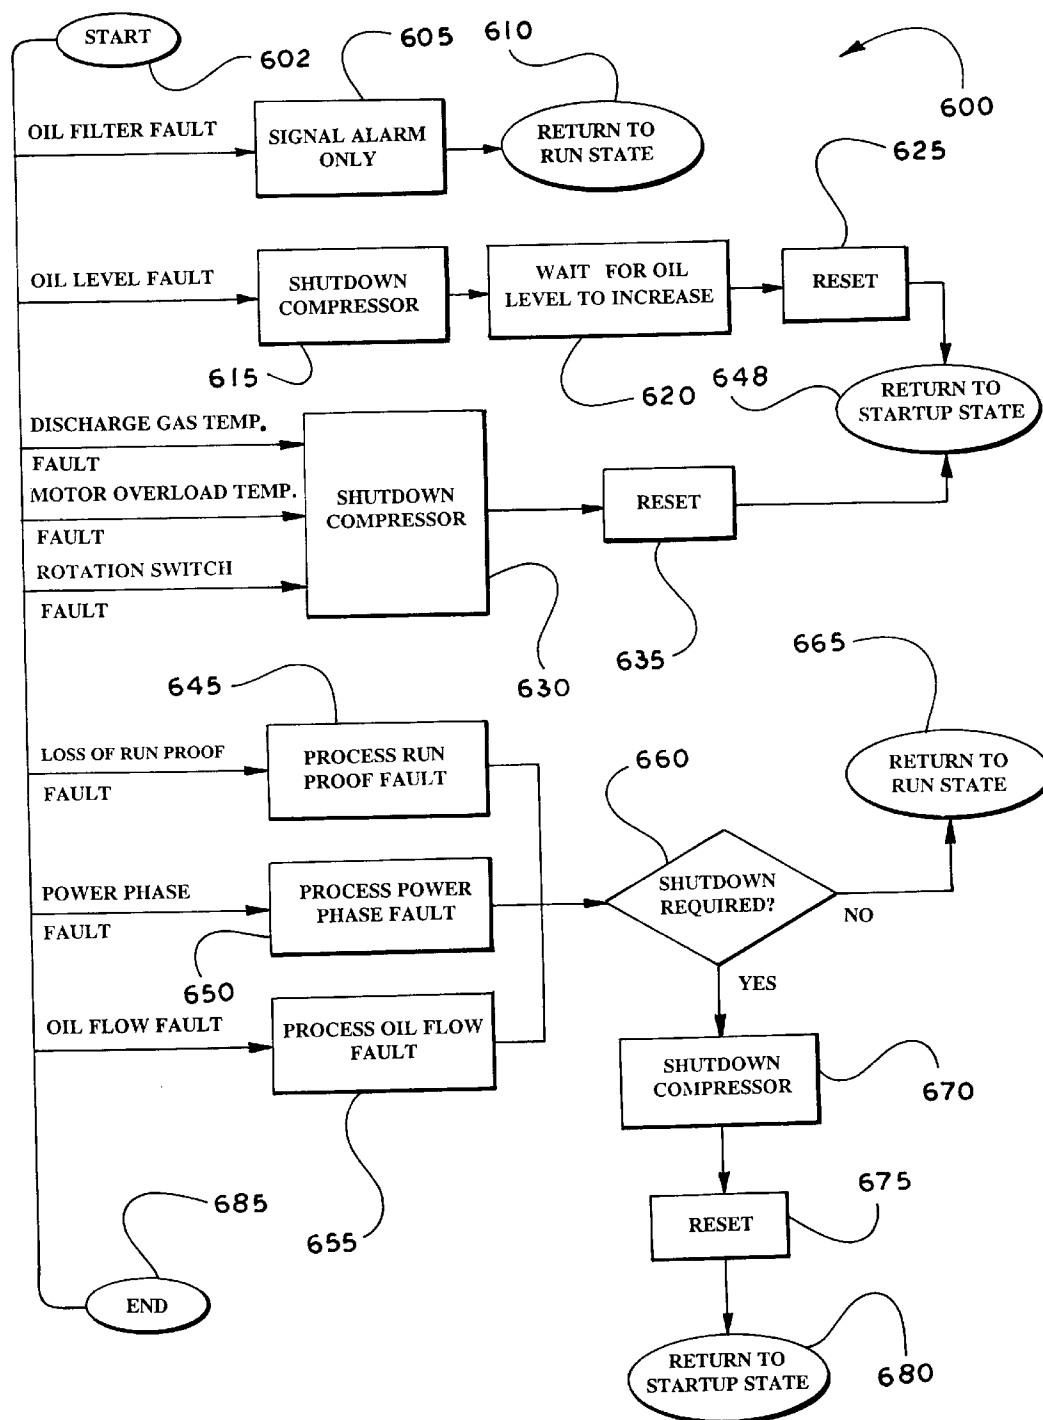 START
602
605
610
600
OIL FILTER FAULT
SIGNAL ALARM
ONLY
RETURN TO
RUN STATE
625
OIL LEVEL FAULT
SHUTDOWN
COMPRESSOR
WAIT FOR OIL
LEVEL TO INCREASE
RESET
615
620
648
RETURN TO
STARTUP STATE
DISCHARGE GAS TEMP.
FAULT
MOTOR OVERLOAD TEMP.
FAULT
ROTATION SWITCH
FAULT
SHUTDOWN
COMPRESSOR
RESET
630
635
665
645
LOSS OF RUN PROOF
FAULT
PROCESS RUN
PROOF FAULT
660
RETURN TO
RUN STATE
POWER PHASE
FAULT
PROCESS POWER
PHASE FAULT
SHUTDOWN
REQUIRED?
NO
YES
650
OIL FLOW FAULT
PROCESS OIL FLOW
FAULT
SHUTDOWN
COMPRESSOR
670
655
685
RESET
675
END
RETURN TO
STARTUP STATE
680